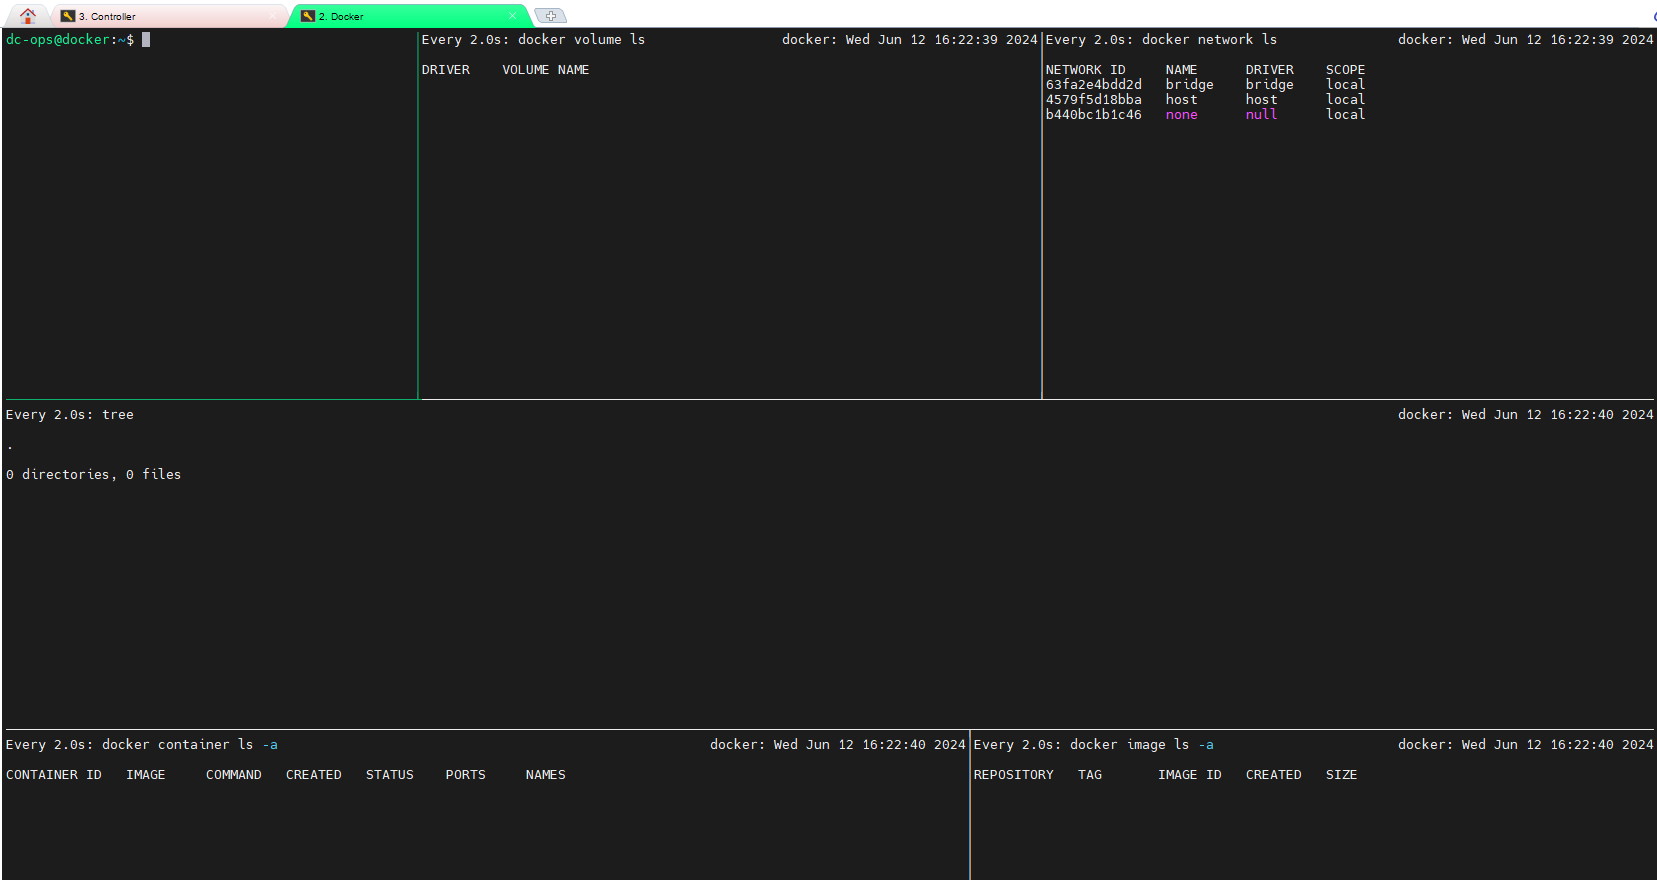 3. Controller
2. Docker
dc-ops@docker:~$
Every 2.0s: docker volume ls docker: Wed Jun 12 16:22:39 2024
DRIVER VOLUME NAME
Every 2.0s: docker network ls docker: Wed Jun 12 16:22:39 2024
NETWORK ID NAME DRIVER SCOPE
63fa2e4bdd2d bridge bridge local
4579f5d18bba host host local
b440bc1b1c46 none null local
Every 2.0s: tree docker: Wed Jun 12 16:22:40 2024
.
0 directories, 0 files
Every 2.0s: docker container ls -a docker: Wed Jun 12 16:22:40 2024
CONTAINER ID IMAGE COMMAND CREATED STATUS PORTS NAMES
Every 2.0s: docker image ls -a docker: Wed Jun 12 16:22:40 2024
REPOSITORY TAG IMAGE ID CREATED SIZE